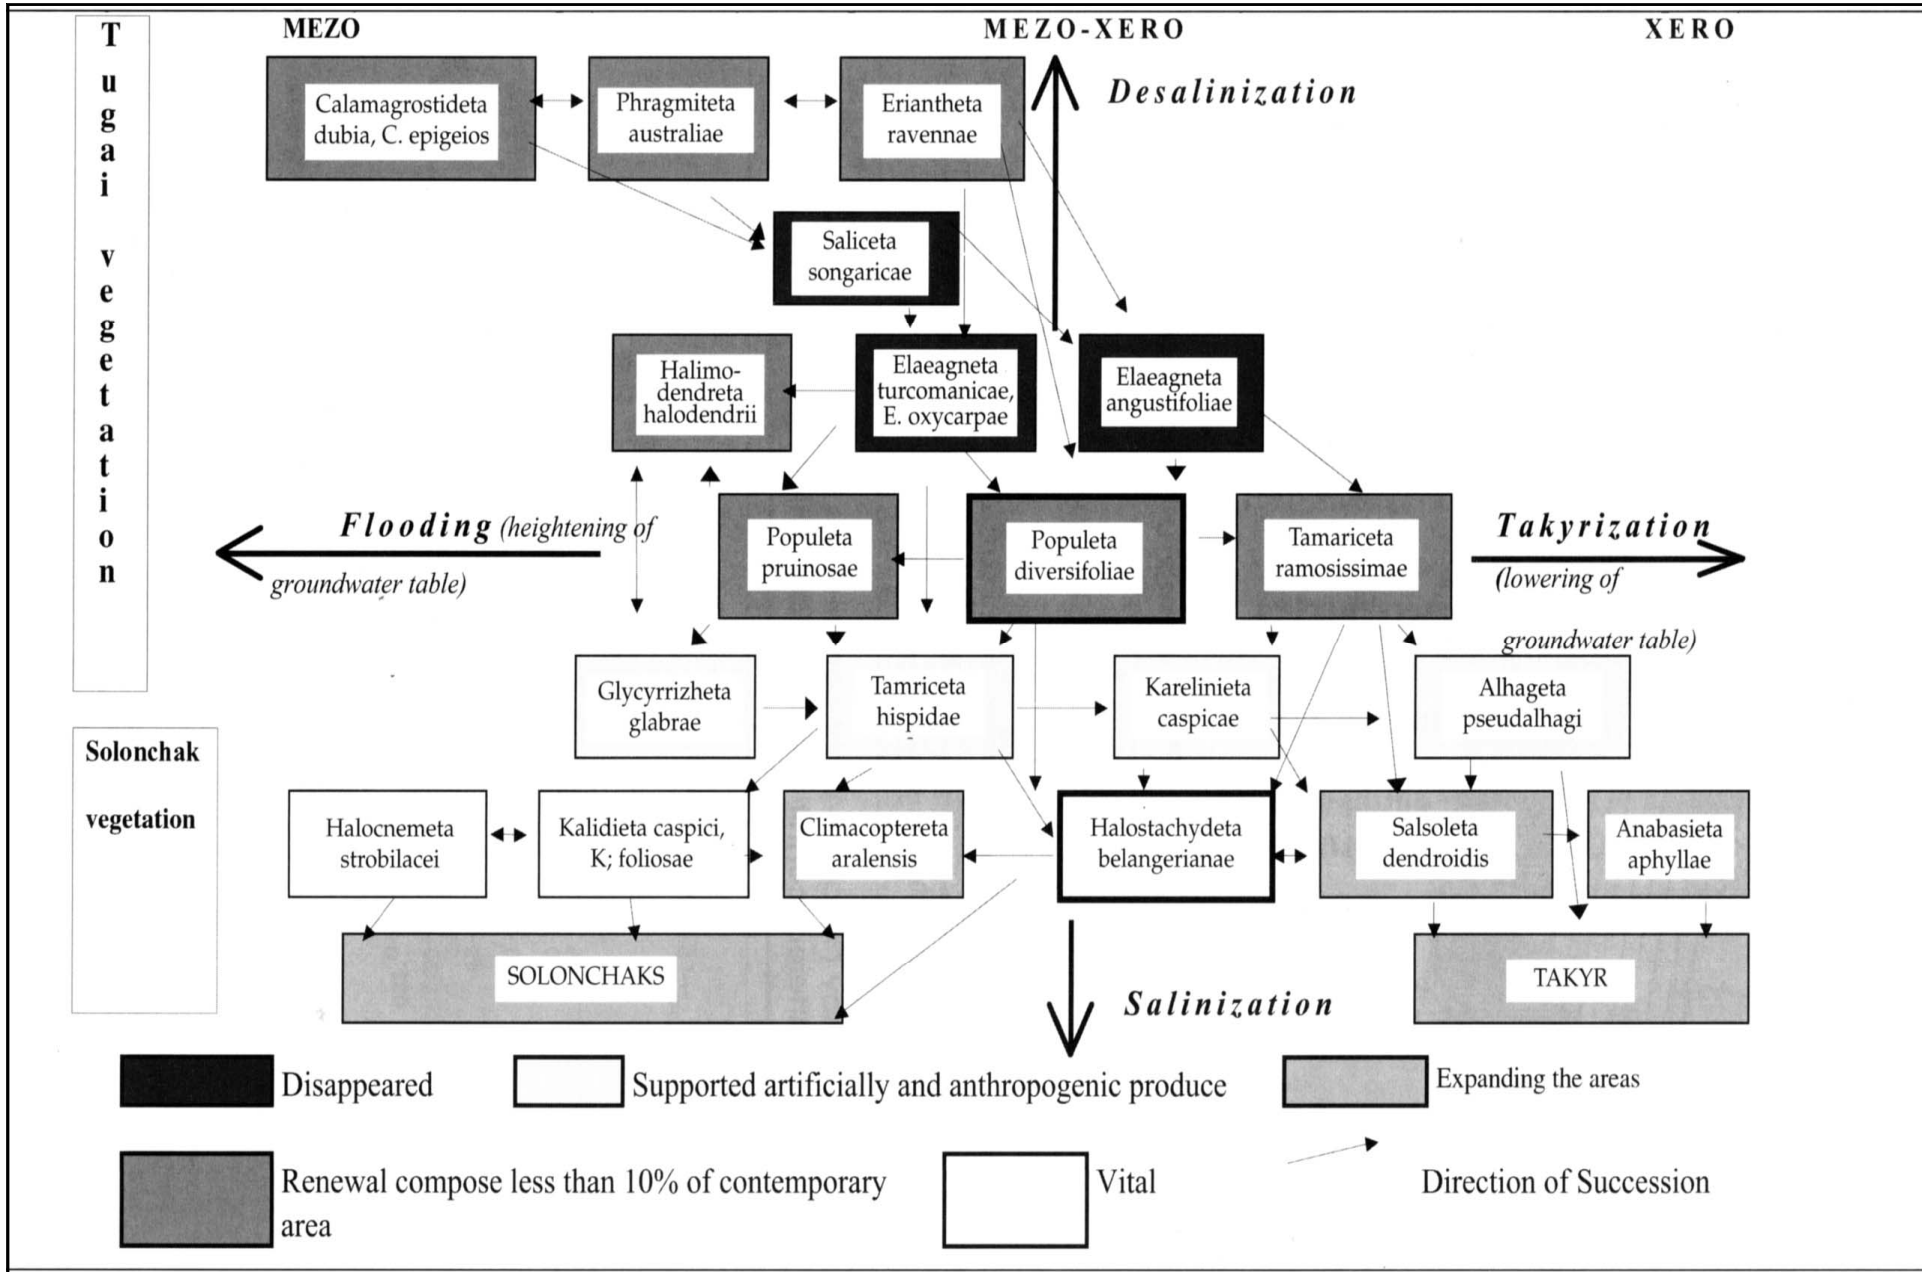 MEZO
MEZO-XERO
XERO
Tugai vegetation
Calamagrostideta
dubia, C. epigeios
Phragmiteta
australiae
Eriantheta
ravennae
Desalinization
Saliceta
songaricae
Halimo-
dendreta
halodendrii
Elaeagneta
turcomanicae,
E. oxycarpae
Elaeagneta
angustifoliae
Flooding (heightening of
groundwater table)
Populeta
pruinosae
Populeta
diversifoliae
Tamariceta
ramosissimae
Takyrization
(lowering of
groundwater table)
Glycyrrizheta
glabrae
Tamriceta
hispidae
Karelinieta
caspicae
Alhageta
pseudalhagi
Solonchak
vegetation
Halocnemeta
strobilacei
Kalidieta caspici,
K; foliosae
Climacoptereta
aralensis
Halostachydeta
belangerianae
Salsoleta
dendroidis
Anabasieta
aphyllae
SOLONCHAKS
TAKYR
Salinization
Disappeared
Supported artificially and anthropogenic produce
Expanding the areas
Renewal compose less than 10% of contemporary
area
Vital
Direction of Succession